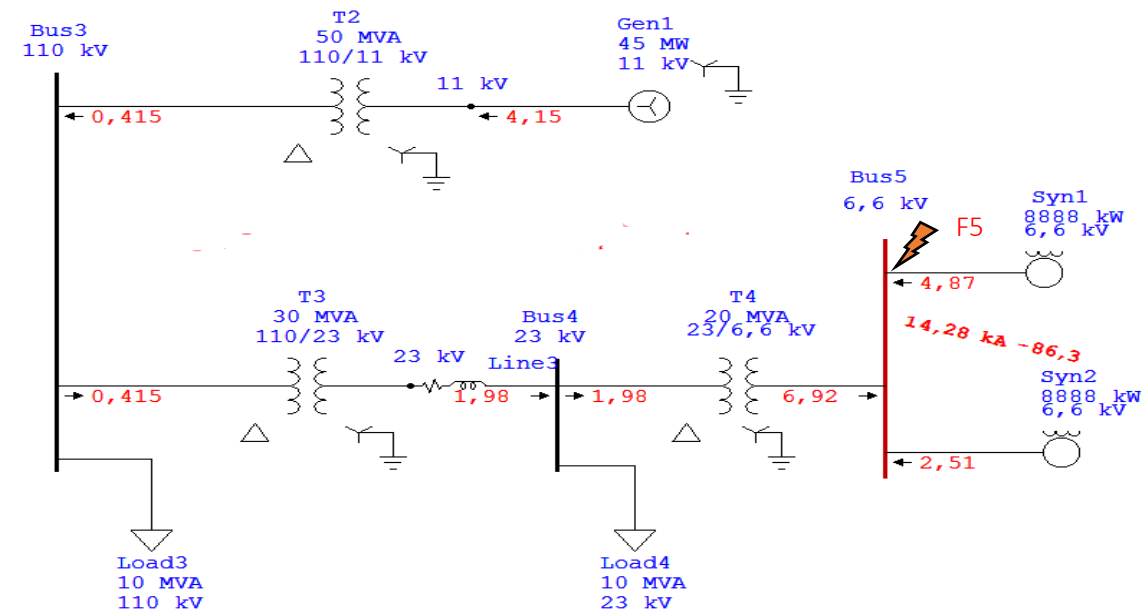 Bus3
110 kV
T2
50 MVA
110/11 kV
Gen1
45 MW
11 kV
11 kV
0,415
4,15
Bus5
6,6 kV
F5
Syn1
8888 kW
6,6 kV
4,87
14,28 kA -86,3
T3
30 MVA
110/23 kV
23 kV
Line3
Bus4
23 kV
T4
20 MVA
23/6,6 kV
0,415
1,98
1,98
6,92
Syn2
8888 kW
6,6 kV
2,51
Load3
10 MVA
110 kV
Load4
10 MVA
23 kV